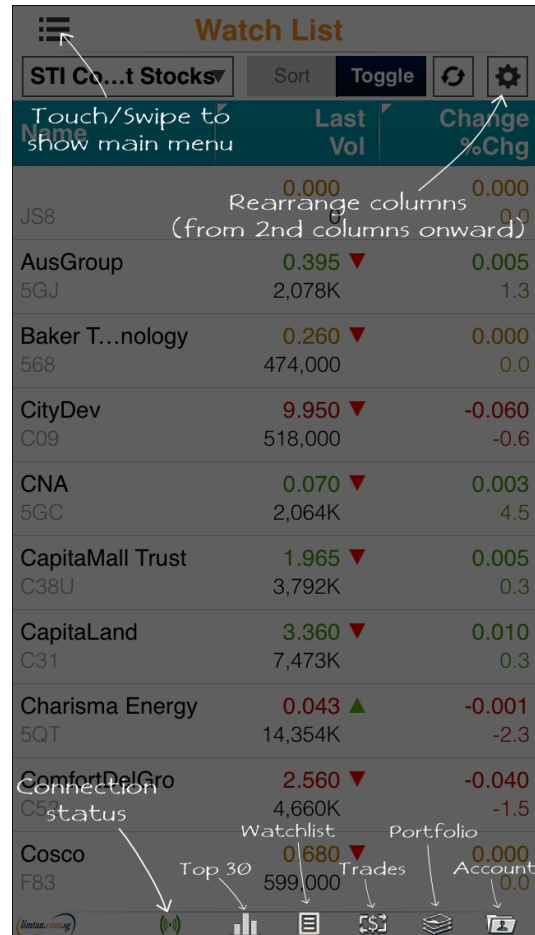 Watch List
STI Co...t Stocks Sort Toggle
Touch/Swipe to
show main menu
Name Last Change
Vol %Chg
0.000 0.000
JS8 0 0.0
Rearrange columns
(from 2nd columns onward)
AusGroup 0.395 0.005
5GJ 2,078K 1.3
Baker T...nology 0.260 0.000
568 474,000 0.0
CityDev 9.950 -0.060
C09 518,000 -0.6
CNA 0.070 0.003
5GC 2,064K 4.5
CapitaMall Trust 1.965 0.005
C38U 3,792K 0.3
CapitaLand 3.360 0.010
C31 7,473K 0.3
Charisma Energy 0.043 -0.001
5QT 14,354K -2.3
ComfortDelGro 2.560 -0.040
C52 4,660K -1.5
Connection
status
Cosco 0.680 0.000
F83 599,000 0.0
Watchlist Portfolio
Top 30 Trades Account
limtan.com.sg